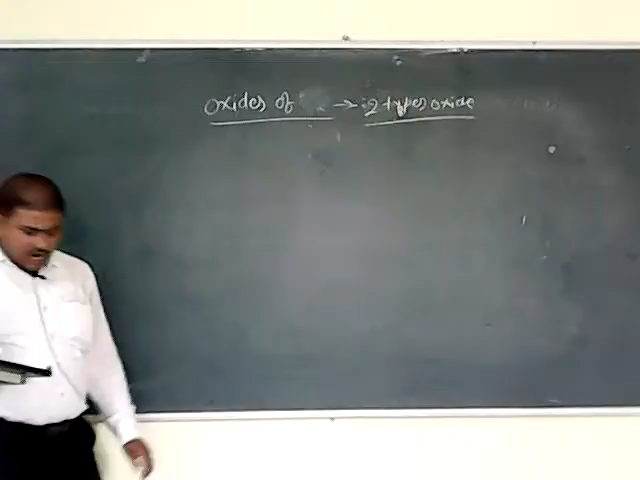 oxides of → 2 types oxide